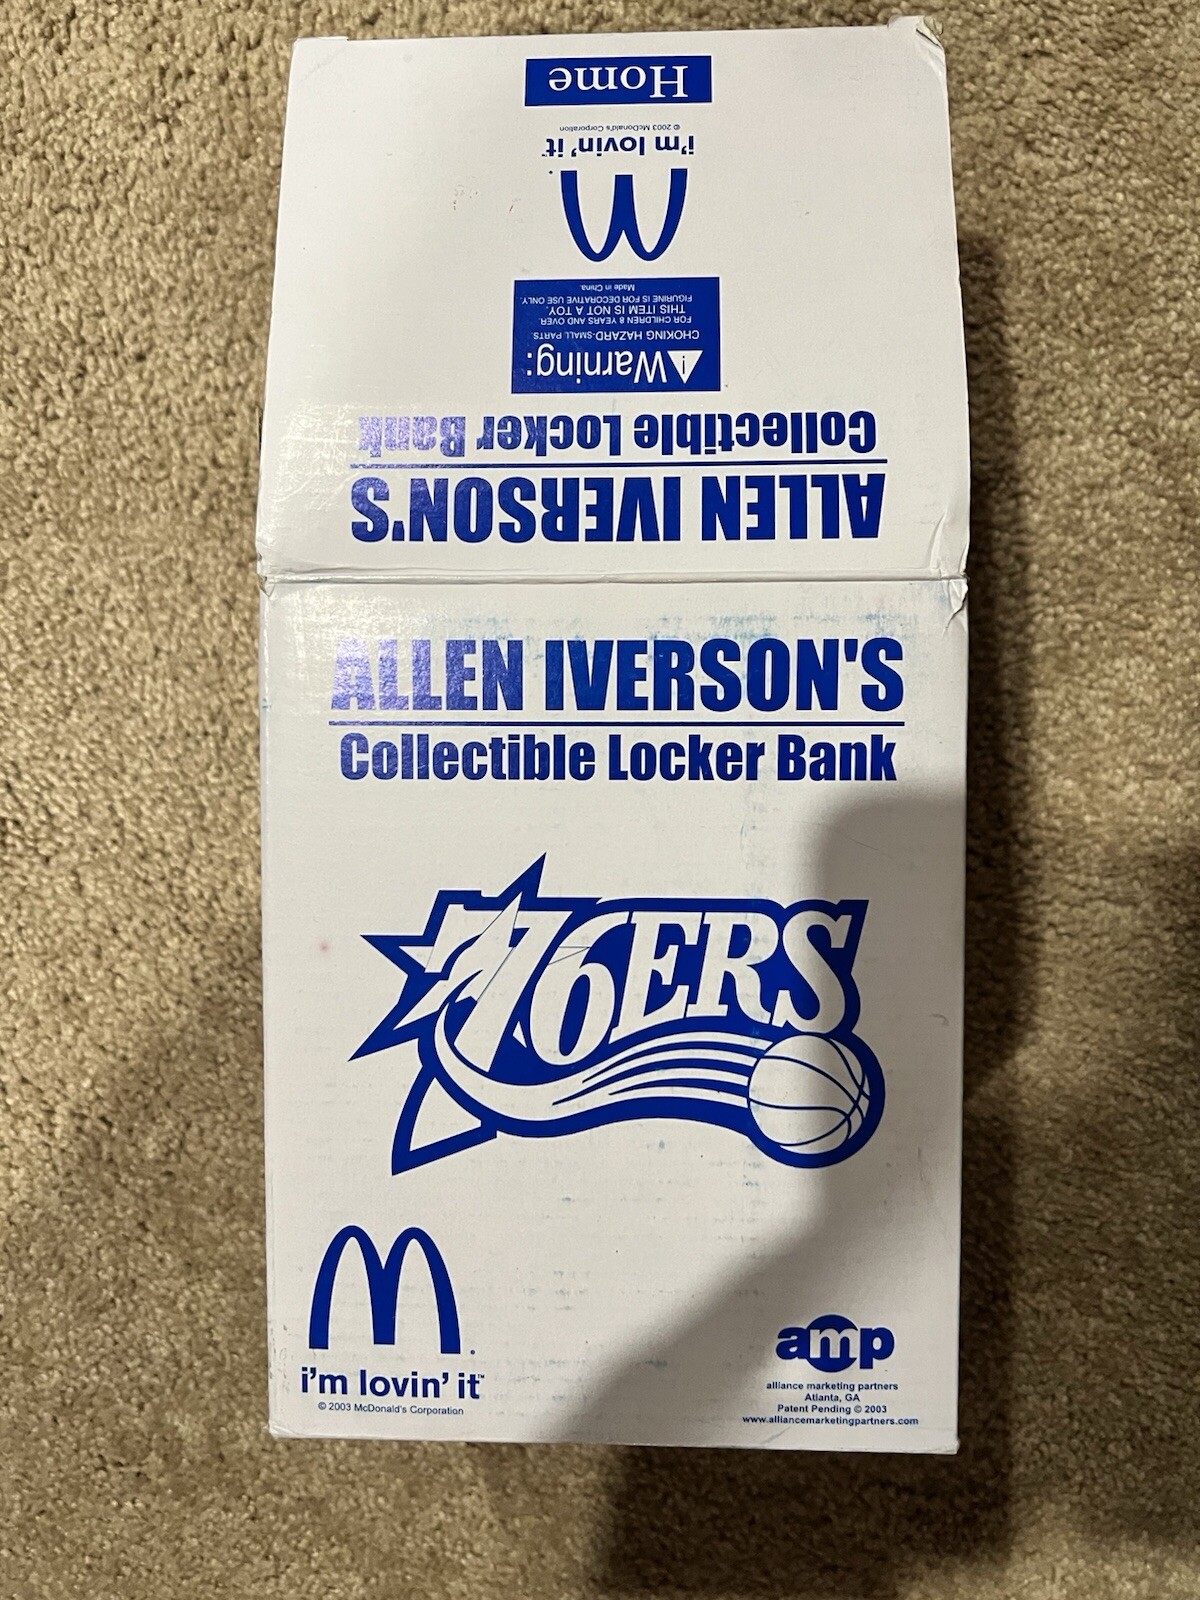 Home
© 2003 McDonald's Corporation
i'm lovin' it™
Made in China.
FIGURINE IS FOR DECORATIVE USE ONLY.
THIS ITEM IS NOT A TOY.
FOR CHILDREN 8 YEARS AND OVER.
CHOKING HAZARD-SMALL PARTS.
Warning:
Collectible Locker Bank
ALLEN IVERSON'S
ALLEN IVERSON'S
Collectible Locker Bank
76ERS
i'm lovin' it™
© 2003 McDonald's Corporation
amp
alliance marketing partners
Atlanta, GA
Patent Pending © 2003
www.alliancemarketingpartners.com